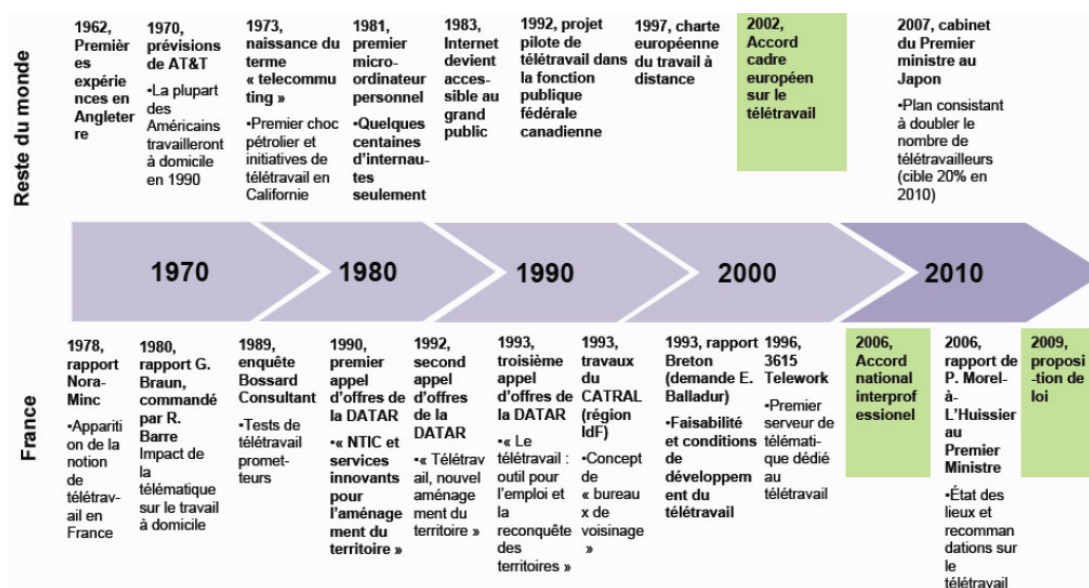 Reste du monde
1962,
Premièr
es expérie
nces en
Angleter
re
1970,
prévisions
de AT&T
•La plupart
des
Américains
travailleront
à domicile
en 1990
1973,
naissance du
terme
« telecommu
ting »
•Premier choc
pétrolier et
initiatives de
télétravail en
Californie
1981,
premier
micro-
ordinateur
personnel
•Quelques
centaines
d'internau-
tes
seulement
1983,
Internet
devient
acces-
sible au
grand
public
1992, projet
pilote de
télétravail dans
la fonction
publique
fédérale
canadienne
1997, charte
européenne
du travail à
distance
2002,
Accord
cadre
européen
sur le
télétravail
2007, cabinet
du Premier
ministre au
Japon
•Plan consistant
à doubler le
nombre de
télétravailleurs
(cible 20% en
2010)
1970
1980
1990
2000
2010
France
1978,
rapport
Nora-
Minc
•Appariti
on de la
notion
de
télétrav-
ail en
France
1980,
rapport G.
Braun,
commandé
par R.
Barre
Impact de
la
télématique
sur le travail
à domicile
1989,
enquête
Bossard
Consultant
•Tests de
télétravail
promet-
teurs
1990,
premier
appel
d'offres de
la DATAR
•« NTIC et
services
innovants
pour
l'aménage
ment du
territoire »
1992,
second
appel
d'offres
de la
DATAR
•« Télétrav
ail, nouvel
aménage
ment du
territoire »
1993,
troisième
appel
d'offres de
la DATAR
•« Le
télétravail :
outil pour
l'emploi et
la
reconquête
des
territoires »
1993,
travaux
du
CATRAL
(région
IdF)
•Concept
de
« bureau
x de
voisinage
»
1993, rapport
Breton
(demande E.
Balladur)
•Faisabilité
et conditions
de
développem
ent du
télétravail
1996,
3615
Telework
•Premier
serveur de
télémati-
que dédié
au
télétravail
2006,
Accord
national
interprof
essionel
2006,
rapport de
P. Morel-
à-
L'Huissier
au
Premier
Ministre
•État des
lieux et
recomman
dations sur
le
télétravail
2009,
proposi
-tion de
loi